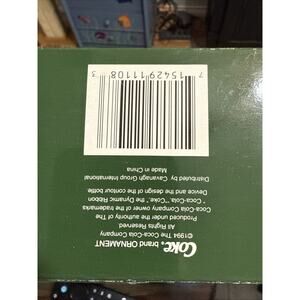 Coke® brand ORNAMENT
©1994 The Coca-Cola Company
All Rights Reserved.
Produced under the authority of The
Coca-Cola Company owner of the trademarks
"Coca-Cola," "Coke," the Dynamic Ribbon
Device and the design of the contour bottle.
Distributed by: Cavanagh Group International
Made in China
7 15429 11108 3